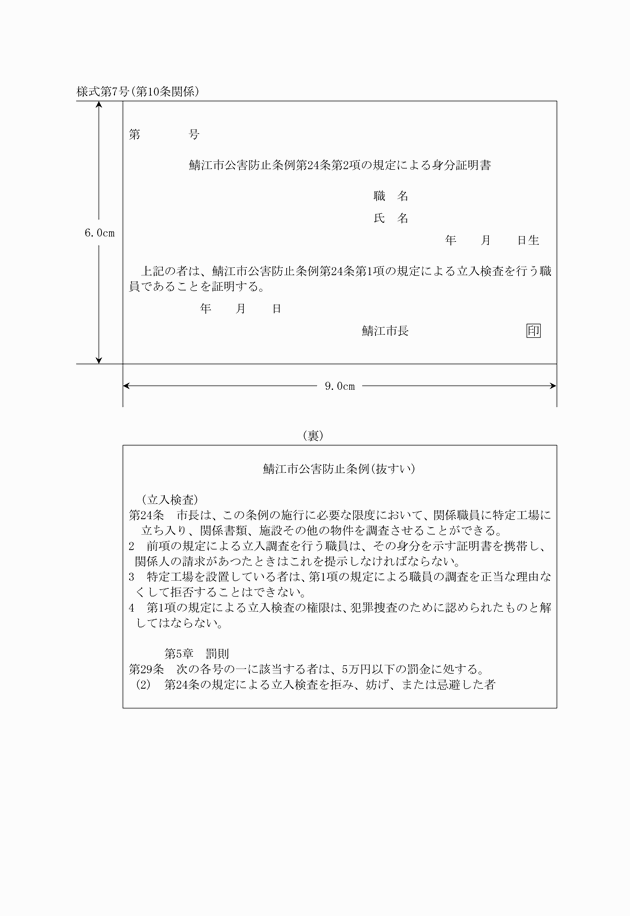 様式第7号(第10条関係)
第　　　　号
鯖江市公害防止条例第24条第2項の規定による身分証明書
職　名
氏　名
年　　月　　日生
6.0cm
上記の者は、鯖江市公害防止条例第24条第1項の規定による立入検査を行う職
員であることを証明する。
年　　月　　日
鯖江市長　　　　　　　　　　印
9.0cm
(裏)
鯖江市公害防止条例(抜すい)
(立入検査)
第24条　市長は、この条例の施行に必要な限度において、関係職員に特定工場に
立ち入り、関係書類、施設その他の物件を調査させることができる。
2　前項の規定による立入調査を行う職員は、その身分を示す証明書を携帯し、
関係人の請求があつたときはこれを提示しなければならない。
3　特定工場を設置している者は、第1項の規定による職員の調査を正当な理由な
くして拒否することはできない。
4　第1項の規定による立入検査の権限は、犯罪捜査のために認められたものと解
してはならない。
第5章　罰則
第29条　次の各号の一に該当する者は、5万円以下の罰金に処する。
(2)　第24条の規定による立入検査を拒み、妨げ、または忌避した者